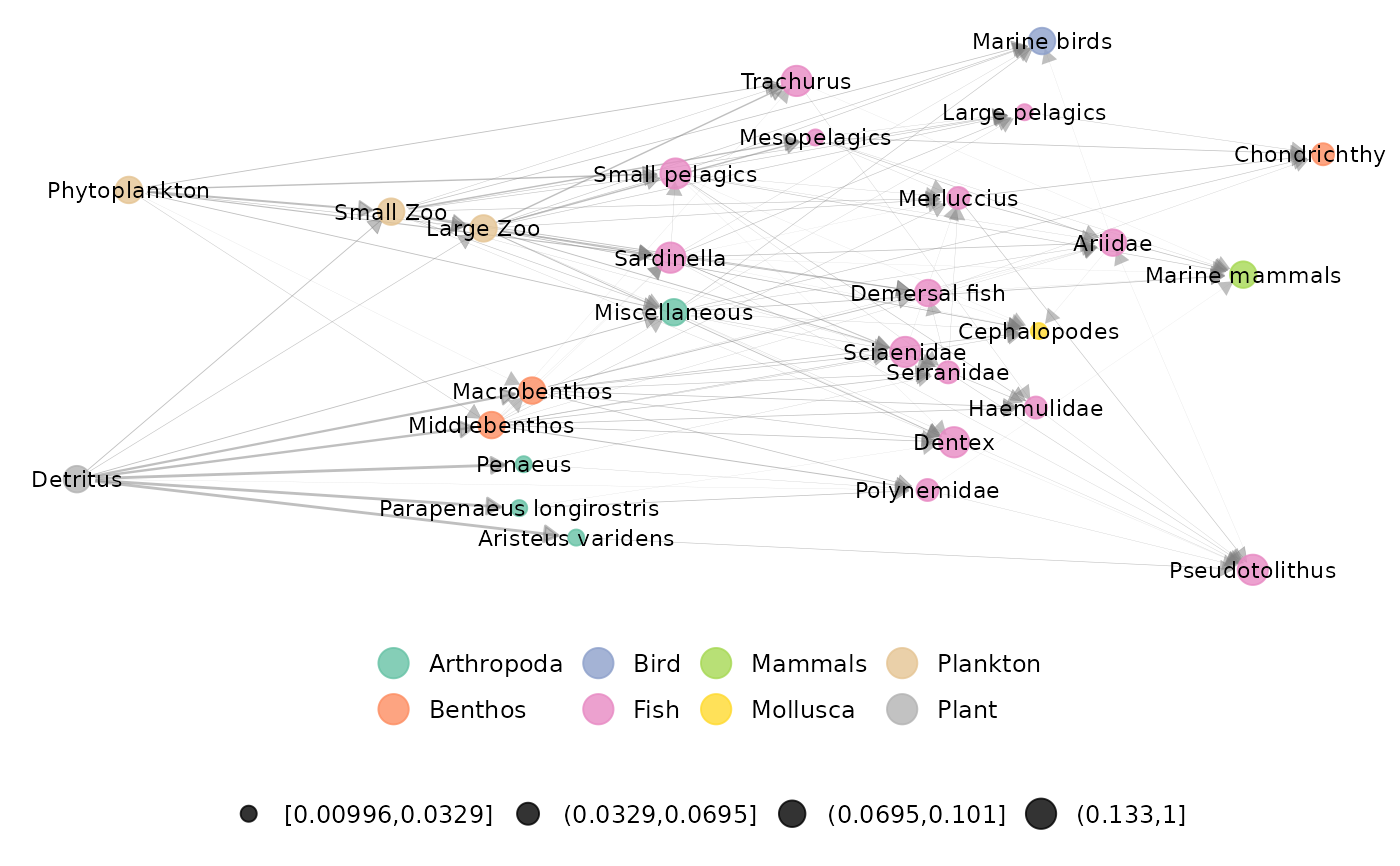 Marine birds
Trachurus
Large pelagics
Mesopelagics
Chondrichthy
Small pelagics
Phytoplankton
Merluccius
Small Zoo
Large Zoo
Ariidae
Sardinella
Marine mammals
Demersal fish
Miscellaneous
Cephalopodes
Sciaenidae
Serranidae
Macrobenthos
Haemulidae
Middlebenthos
Dentex
Penaeus
Detritus
Polynemidae
Parapenaeus longirostris
Aristeus varidens
Pseudotolithus
Arthropoda Bird Mammals Plankton
Benthos Fish Mollusca Plant
[0.00996,0.0329] (0.0329,0.0695] (0.0695,0.101] (0.133,1]